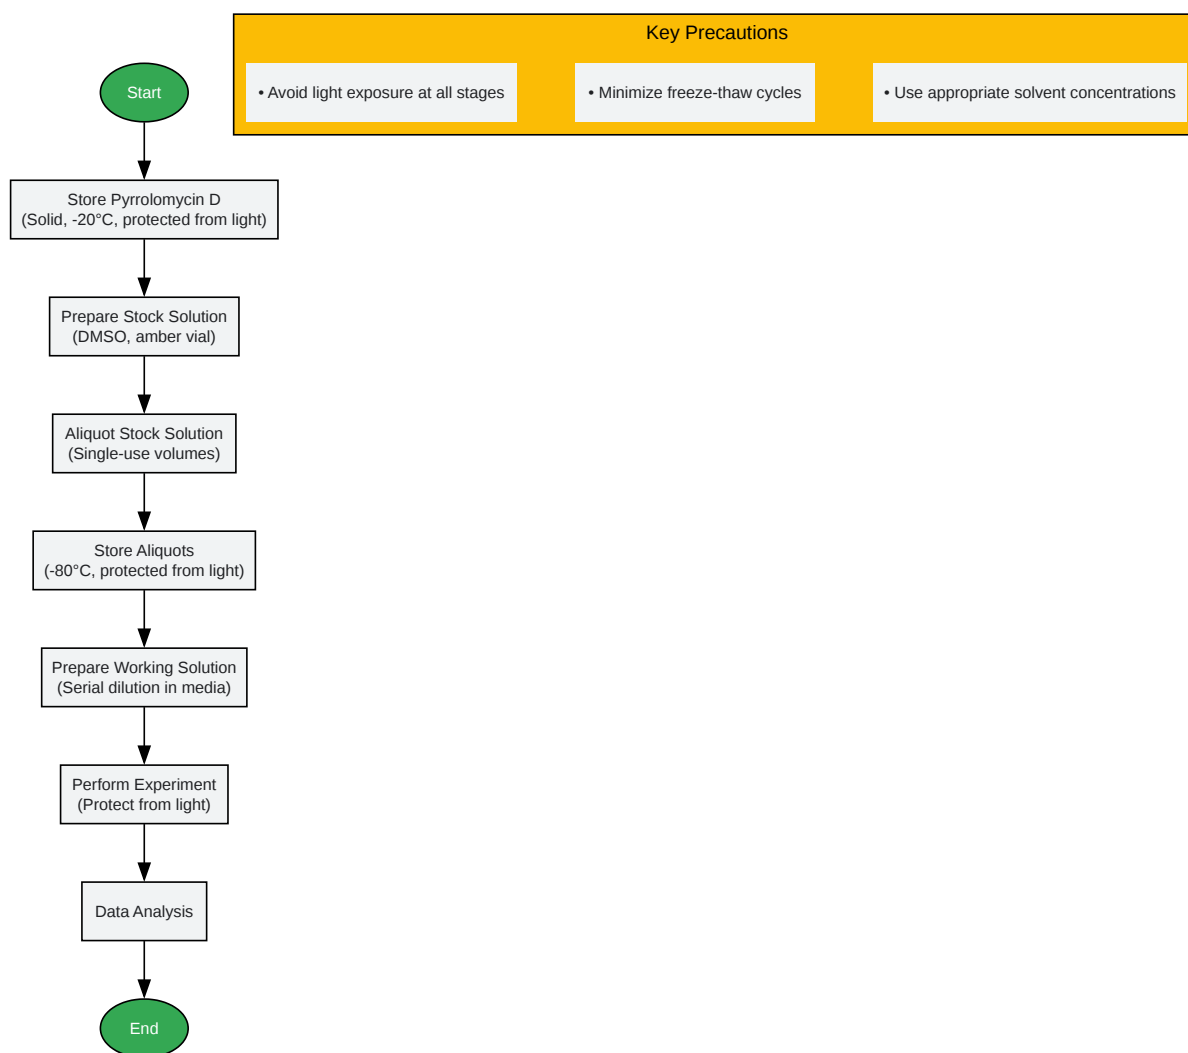 Key Precautions
• Avoid light exposure at all stages
• Minimize freeze-thaw cycles
• Use appropriate solvent concentrations
Start
Store Pyrrolomycin D
(Solid, -20°C, protected from light)
Prepare Stock Solution
(DMSO, amber vial)
Aliquot Stock Solution
(Single-use volumes)
Store Aliquots
(-80°C, protected from light)
Prepare Working Solution
(Serial dilution in media)
Perform Experiment
(Protect from light)
Data Analysis
End